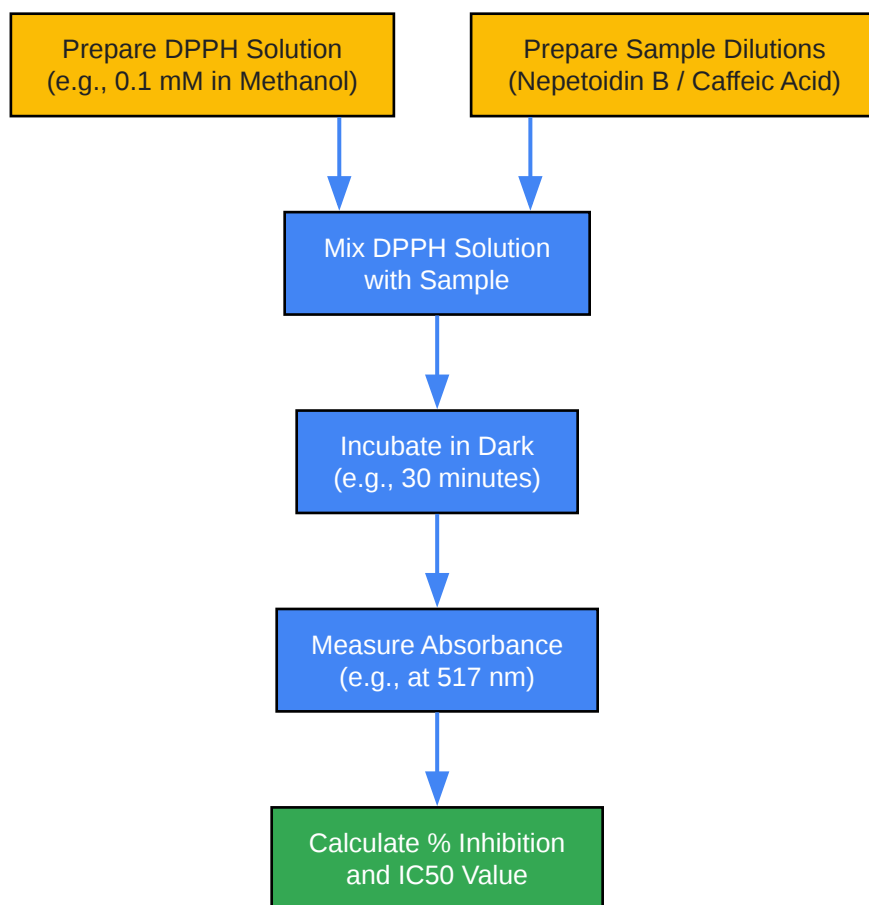 Prepare DPPH Solution
(e.g., 0.1 mM in Methanol)
Prepare Sample Dilutions
(Nepetoidin B / Caffeic Acid)
Mix DPPH Solution
with Sample
Incubate in Dark
(e.g., 30 minutes)
Measure Absorbance
(e.g., at 517 nm)
Calculate % Inhibition
and IC50 Value